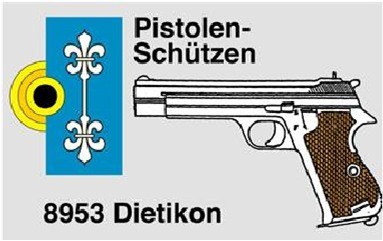 Pistolen-
Schützen
8953 Dietikon